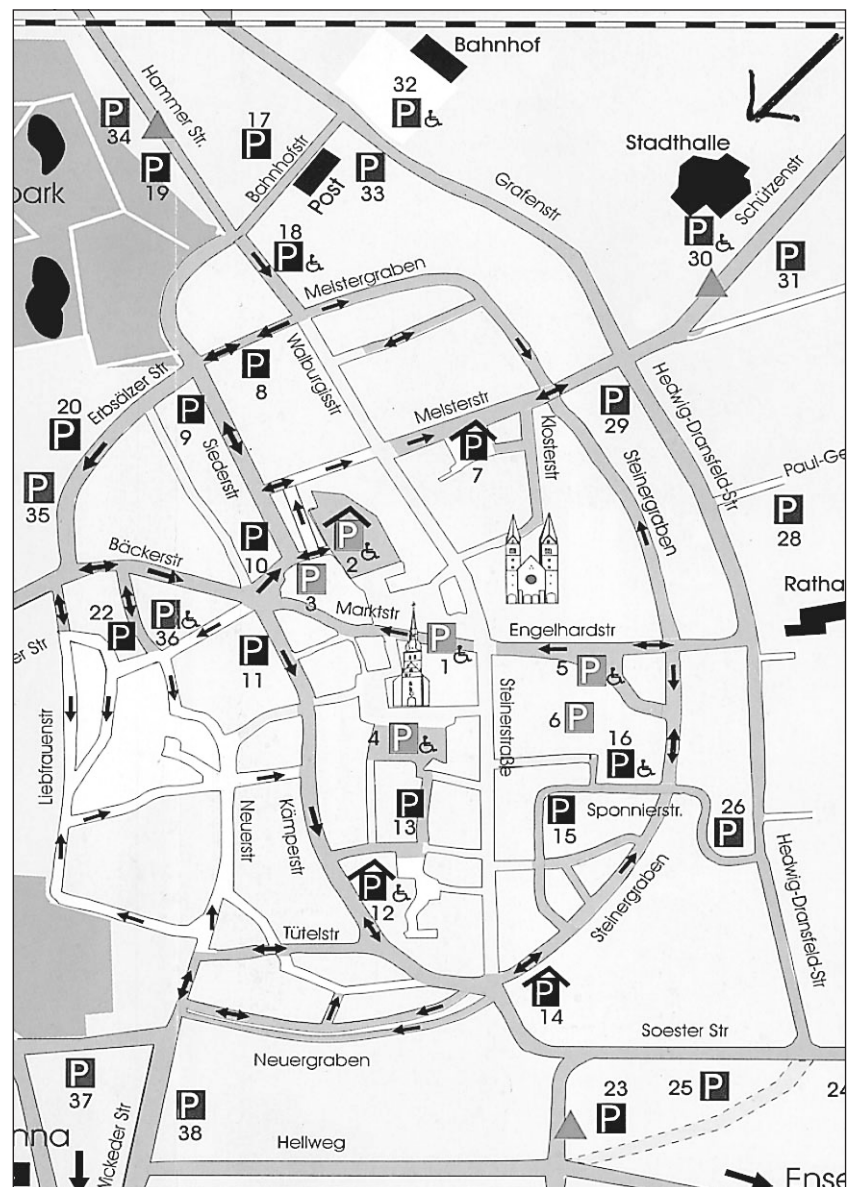 Bahnhof
32
P
Hammer Str.
P
34
17
P
P
19
Bahnhofstr
Post
P
33
Stadthalle
Schützenstr
Grafenstr
P
30
P
31
park
18
P
Meistergraben
Walburgisstr
P
8
Erbsälzer Str
20
P
P
9
Siederstr
Meisterstr
P
7
Klosterstr
P
29
Hedwig-Dransfeld-Str
Steinergraben
Paul-Ge
P
35
P
28
Bäckerstr
P
10
P
2
P
3
Ratha
22
P
P
36
Marktstr
P
1
Engelhardstr
5
P
er Str
P
11
Steinerstraße
6
P
4
P
16
P
Liebfrauenstr
Neuerstr
Kämperstr
P
13
P
15
Sponnierstr.
26
P
Hedwig-Dransfeld-Str
P
12
Steinergraben
Tütelstr
P
14
Soester Str
Neuergraben
P
37
Wickeder Str
P
38
23
P
25
P
24
nna
Hellweg
Ense